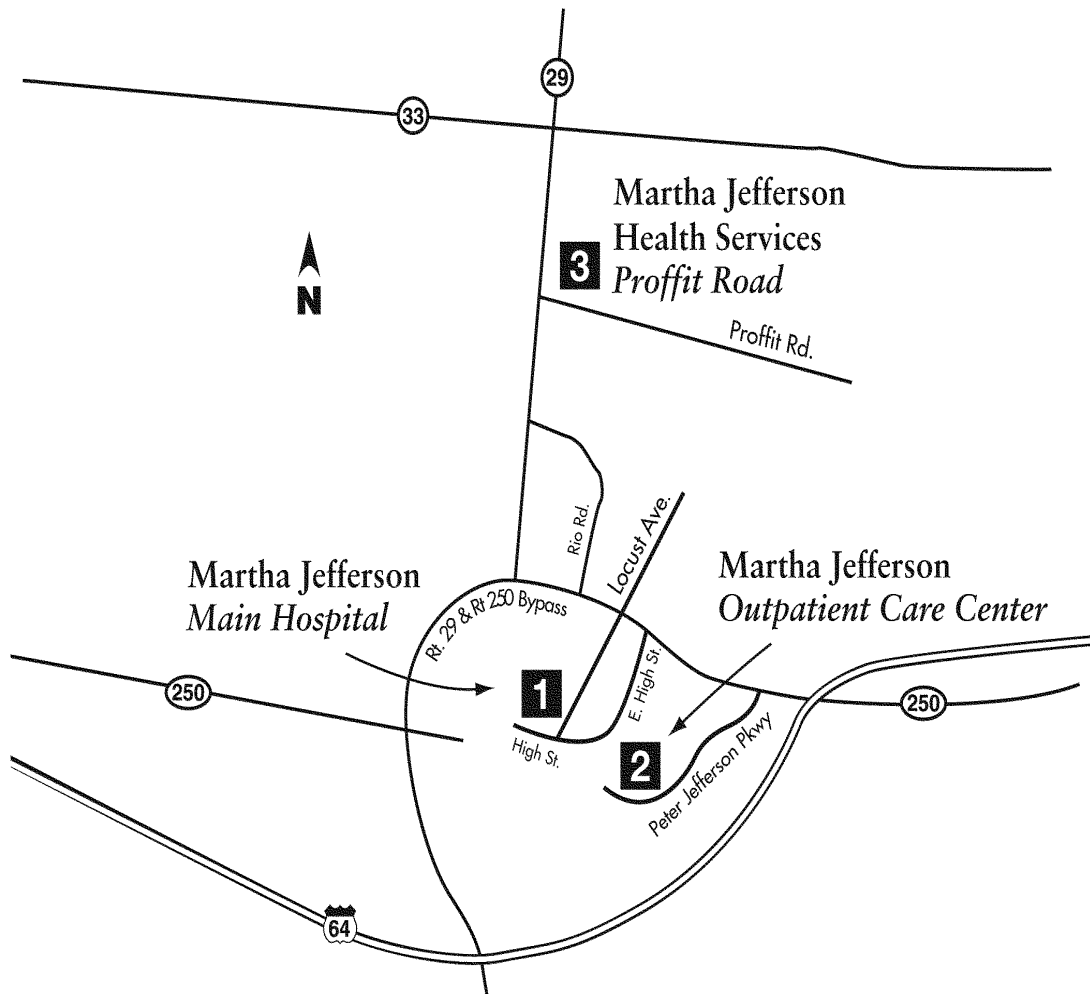 29
33
Martha Jefferson
Health Services
Proffit Road
3
N
Proffit Rd.
Rio Rd.
Locust Ave.
Martha Jefferson
Main Hospital
Rt. 29 & Rt 250 Bypass
Martha Jefferson
Outpatient Care Center
250
1
E. High St.
250
High St.
2
Peter Jefferson Pkwy
64